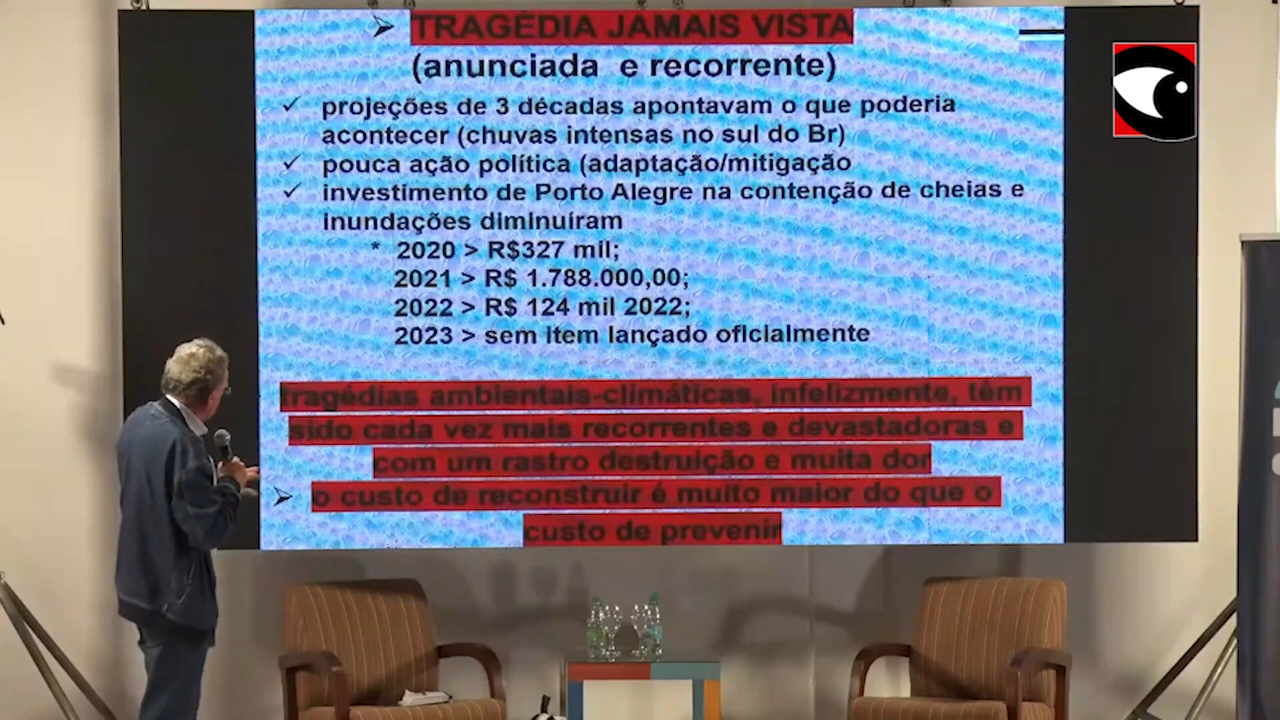 TRAGÉDIA JAMAIS VISTA
(anunciada e recorrente)
projeções de 3 décadas apontavam o que poderia
acontecer (chuvas intensas no sul do Br)
pouca ação política (adaptação/mitigação
investimento de Porto Alegre na contenção de cheias e
inundações diminuíram
* 2020 > R$327 mil;
2021 > R$ 1.788.000,00;
2022 > R$ 124 mil 2022;
2023 > sem item lançado oficialmente
tragédias ambientais-climáticas, infelizmente, têm
sido cada vez mais recorrentes e devastadoras e
com um rastro destruição e muita dor
o custo de reconstruir é muito maior do que o
custo de prevenir